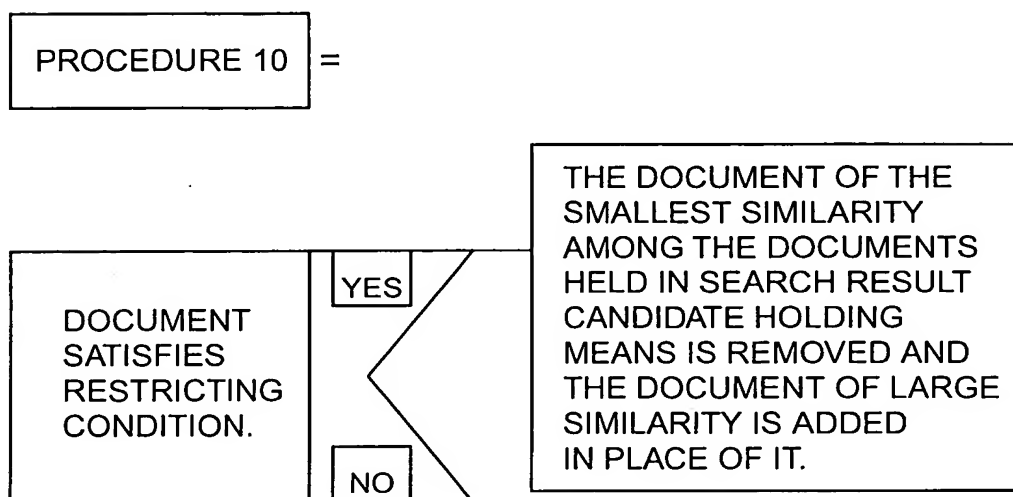 PROCEDURE 10 =
DOCUMENT
SATISFIES
RESTRICTING
CONDITION.
YES
NO
THE DOCUMENT OF THE
SMALLEST SIMILARITY
AMONG THE DOCUMENTS
HELD IN SEARCH RESULT
CANDIDATE HOLDING
MEANS IS REMOVED AND
THE DOCUMENT OF LARGE
SIMILARITY IS ADDED
IN PLACE OF IT.